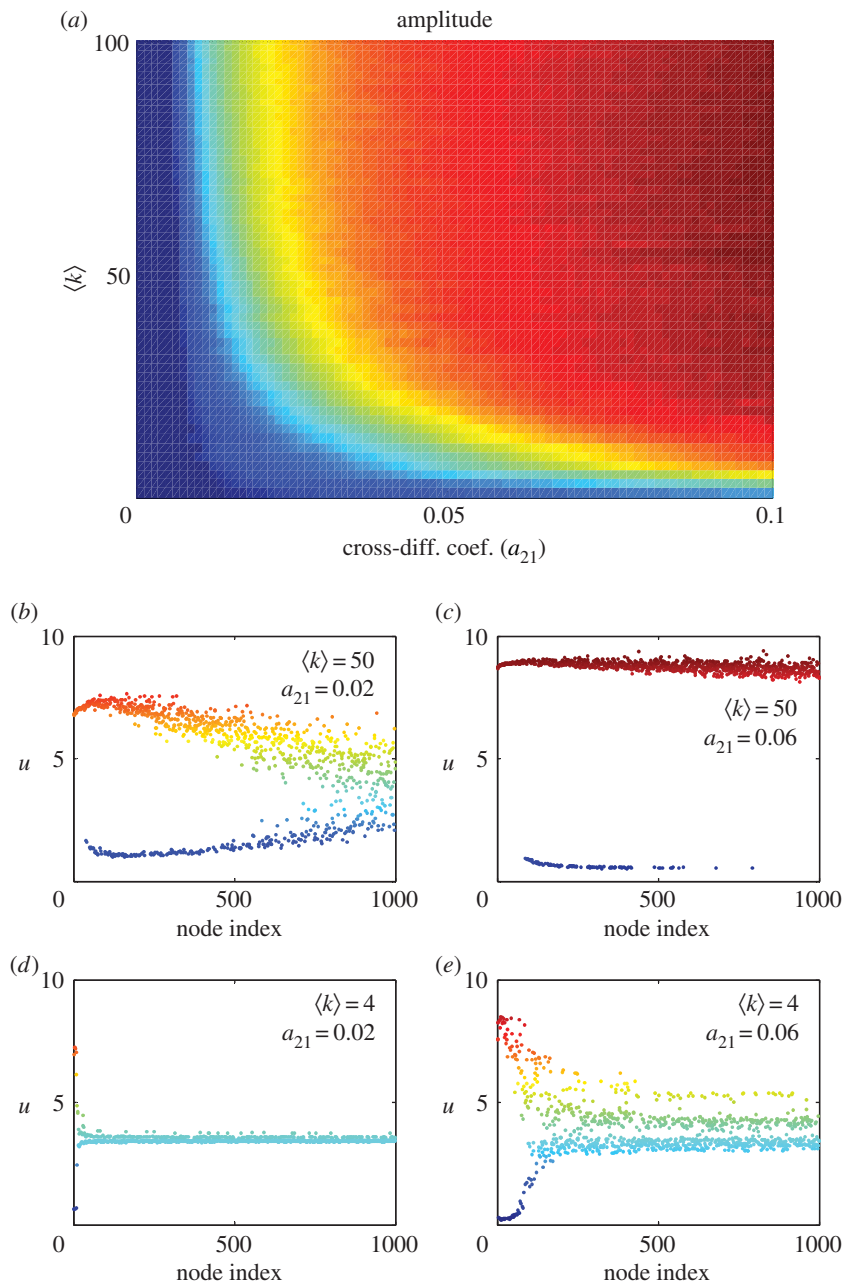 (a)
amplitude
100
50
⟨k⟩
0
0.05
0.1
cross-diff. coef. (a21)
(b)
10
5
u
⟨k⟩ = 50
a21 = 0.02
0
500
1000
node index
(c)
10
5
u
⟨k⟩ = 50
a21 = 0.06
0
500
1000
node index
(d)
10
5
u
⟨k⟩ = 4
a21 = 0.02
0
500
1000
node index
(e)
10
5
u
⟨k⟩ = 4
a21 = 0.06
0
500
1000
node index